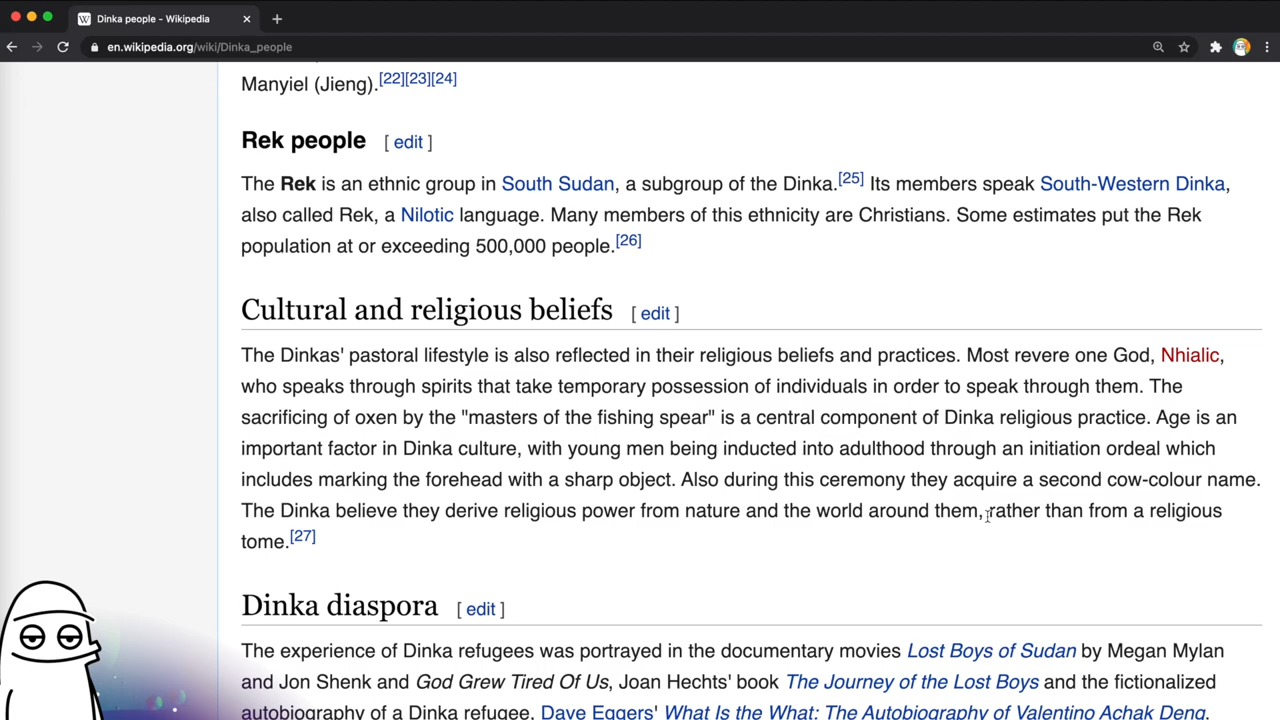 Dinka people - Wikipedia
en.wikipedia.org/wiki/Dinka_people
Manyiel (Jieng).[22][23][24]
Rek people [ edit ]
The Rek is an ethnic group in South Sudan, a subgroup of the Dinka.[25] Its members speak South-Western Dinka,
also called Rek, a Nilotic language. Many members of this ethnicity are Christians. Some estimates put the Rek
population at or exceeding 500,000 people.[26]
Cultural and religious beliefs [ edit ]
The Dinkas' pastoral lifestyle is also reflected in their religious beliefs and practices. Most revere one God, Nhialic,
who speaks through spirits that take temporary possession of individuals in order to speak through them. The
sacrificing of oxen by the "masters of the fishing spear" is a central component of Dinka religious practice. Age is an
important factor in Dinka culture, with young men being inducted into adulthood through an initiation ordeal which
includes marking the forehead with a sharp object. Also during this ceremony they acquire a second cow-colour name.
The Dinka believe they derive religious power from nature and the world around them, rather than from a religious
tome.[27]
Dinka diaspora [ edit ]
The experience of Dinka refugees was portrayed in the documentary movies Lost Boys of Sudan by Megan Mylan
and Jon Shenk and God Grew Tired Of Us, Joan Hechts' book The Journey of the Lost Boys and the fictionalized
autobiography of a Dinka refugee, Dave Eggers' What Is the What: The Autobiography of Valentino Achak Deng.